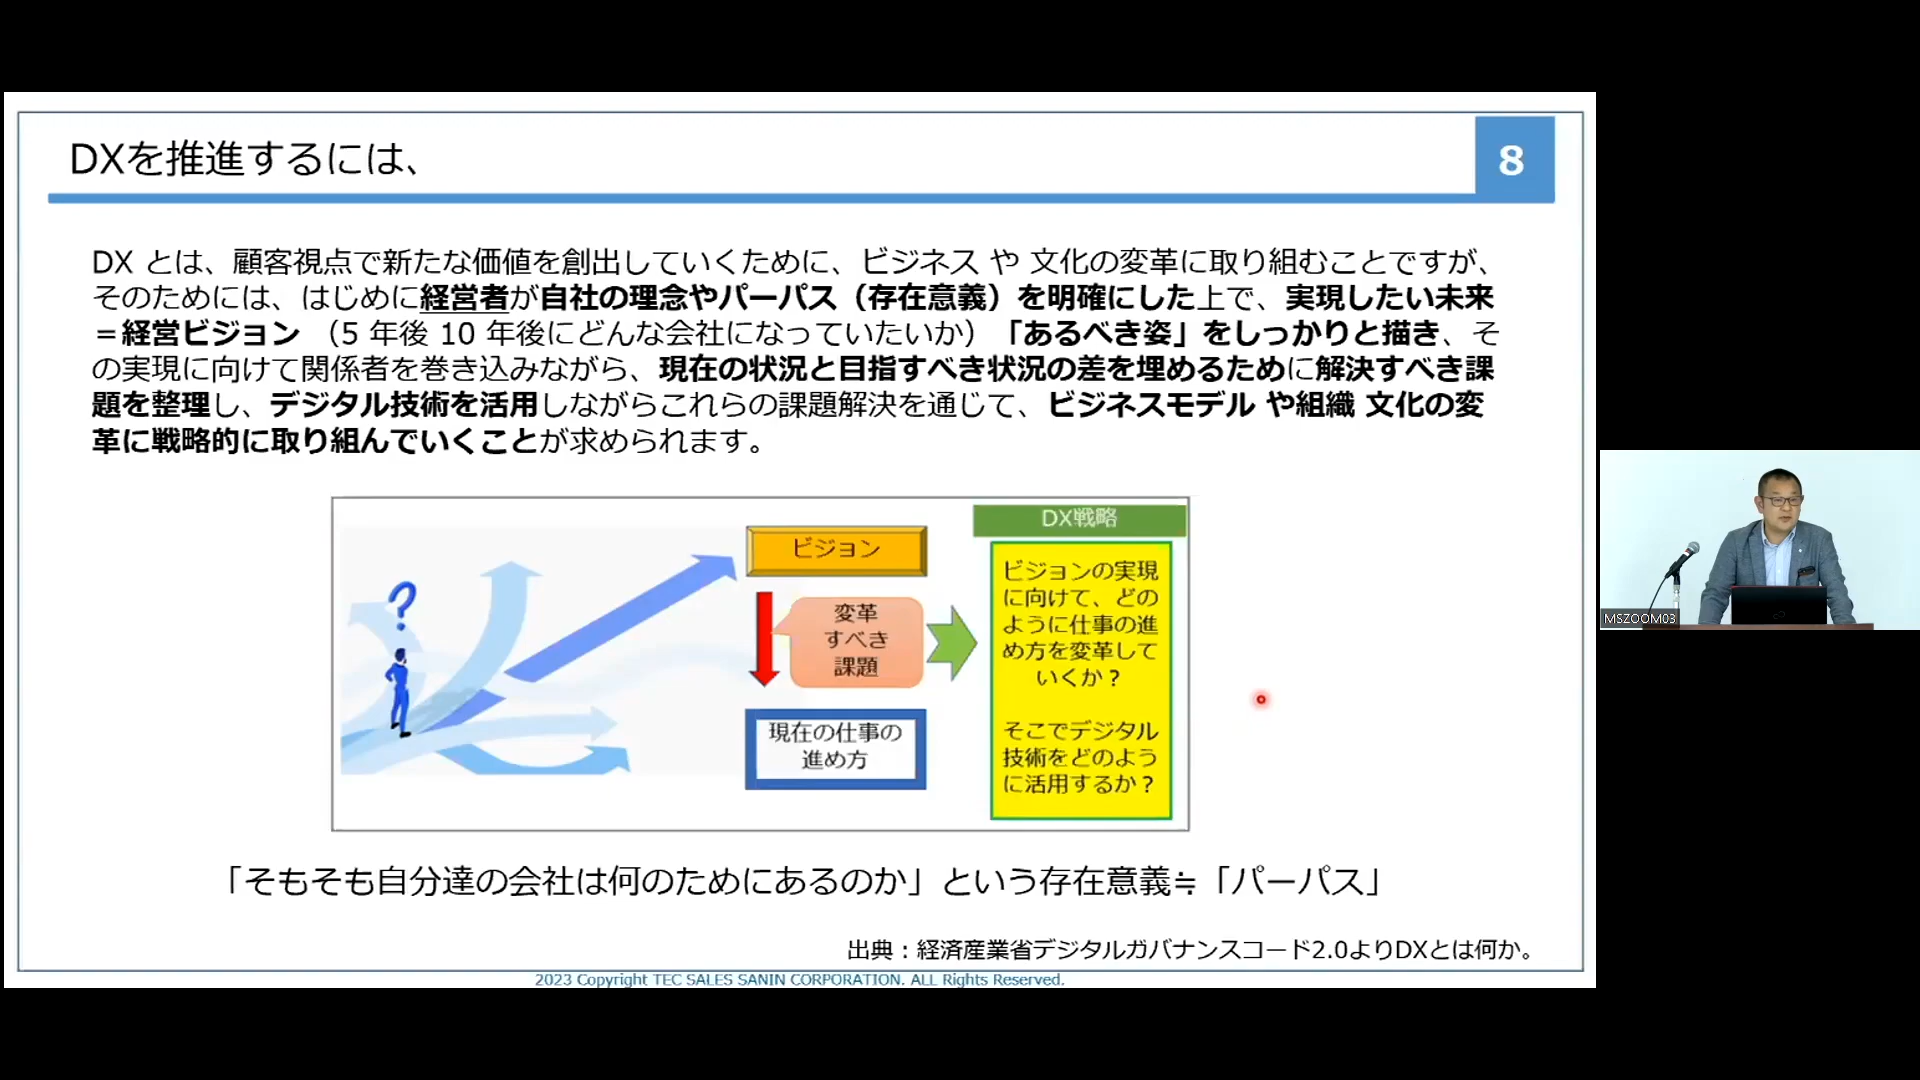 DXを推進するには、
8
DX とは、顧客視点で新たな価値を創出していくために、ビジネス や 文化の変革に取り組むことですが、
そのためには、はじめに経営者が自社の理念やパーパス（存在意義）を明確にした上で、実現したい未来
＝経営ビジョン （5 年後 10 年後にどんな会社になっていたいか）「あるべき姿」をしっかりと描き、そ
の実現に向けて関係者を巻き込みながら、現在の状況と目指すべき状況の差を埋めるために解決すべき課
題を整理し、デジタル技術を活用しながらこれらの課題解決を通じて、ビジネスモデル や組織 文化の変
革に戦略的に取り組んでいくことが求められます。
?
ビジョン
変革
すべき
課題
現在の仕事の
進め方
DX戦略
ビジョンの実現
に向けて、どの
ように仕事の進
め方を変革して
いくか？
そこでデジタル
技術をどのよう
に活用するか？
「そもそも自分達の会社は何のためにあるのか」という存在意義≒「パーパス」
出典：経済産業省デジタルガバナンスコード2.0よりDXとは何か。
2023 Copyright TEC SALES SANIN CORPORATION. ALL Rights Reserved.
MSZOOM03